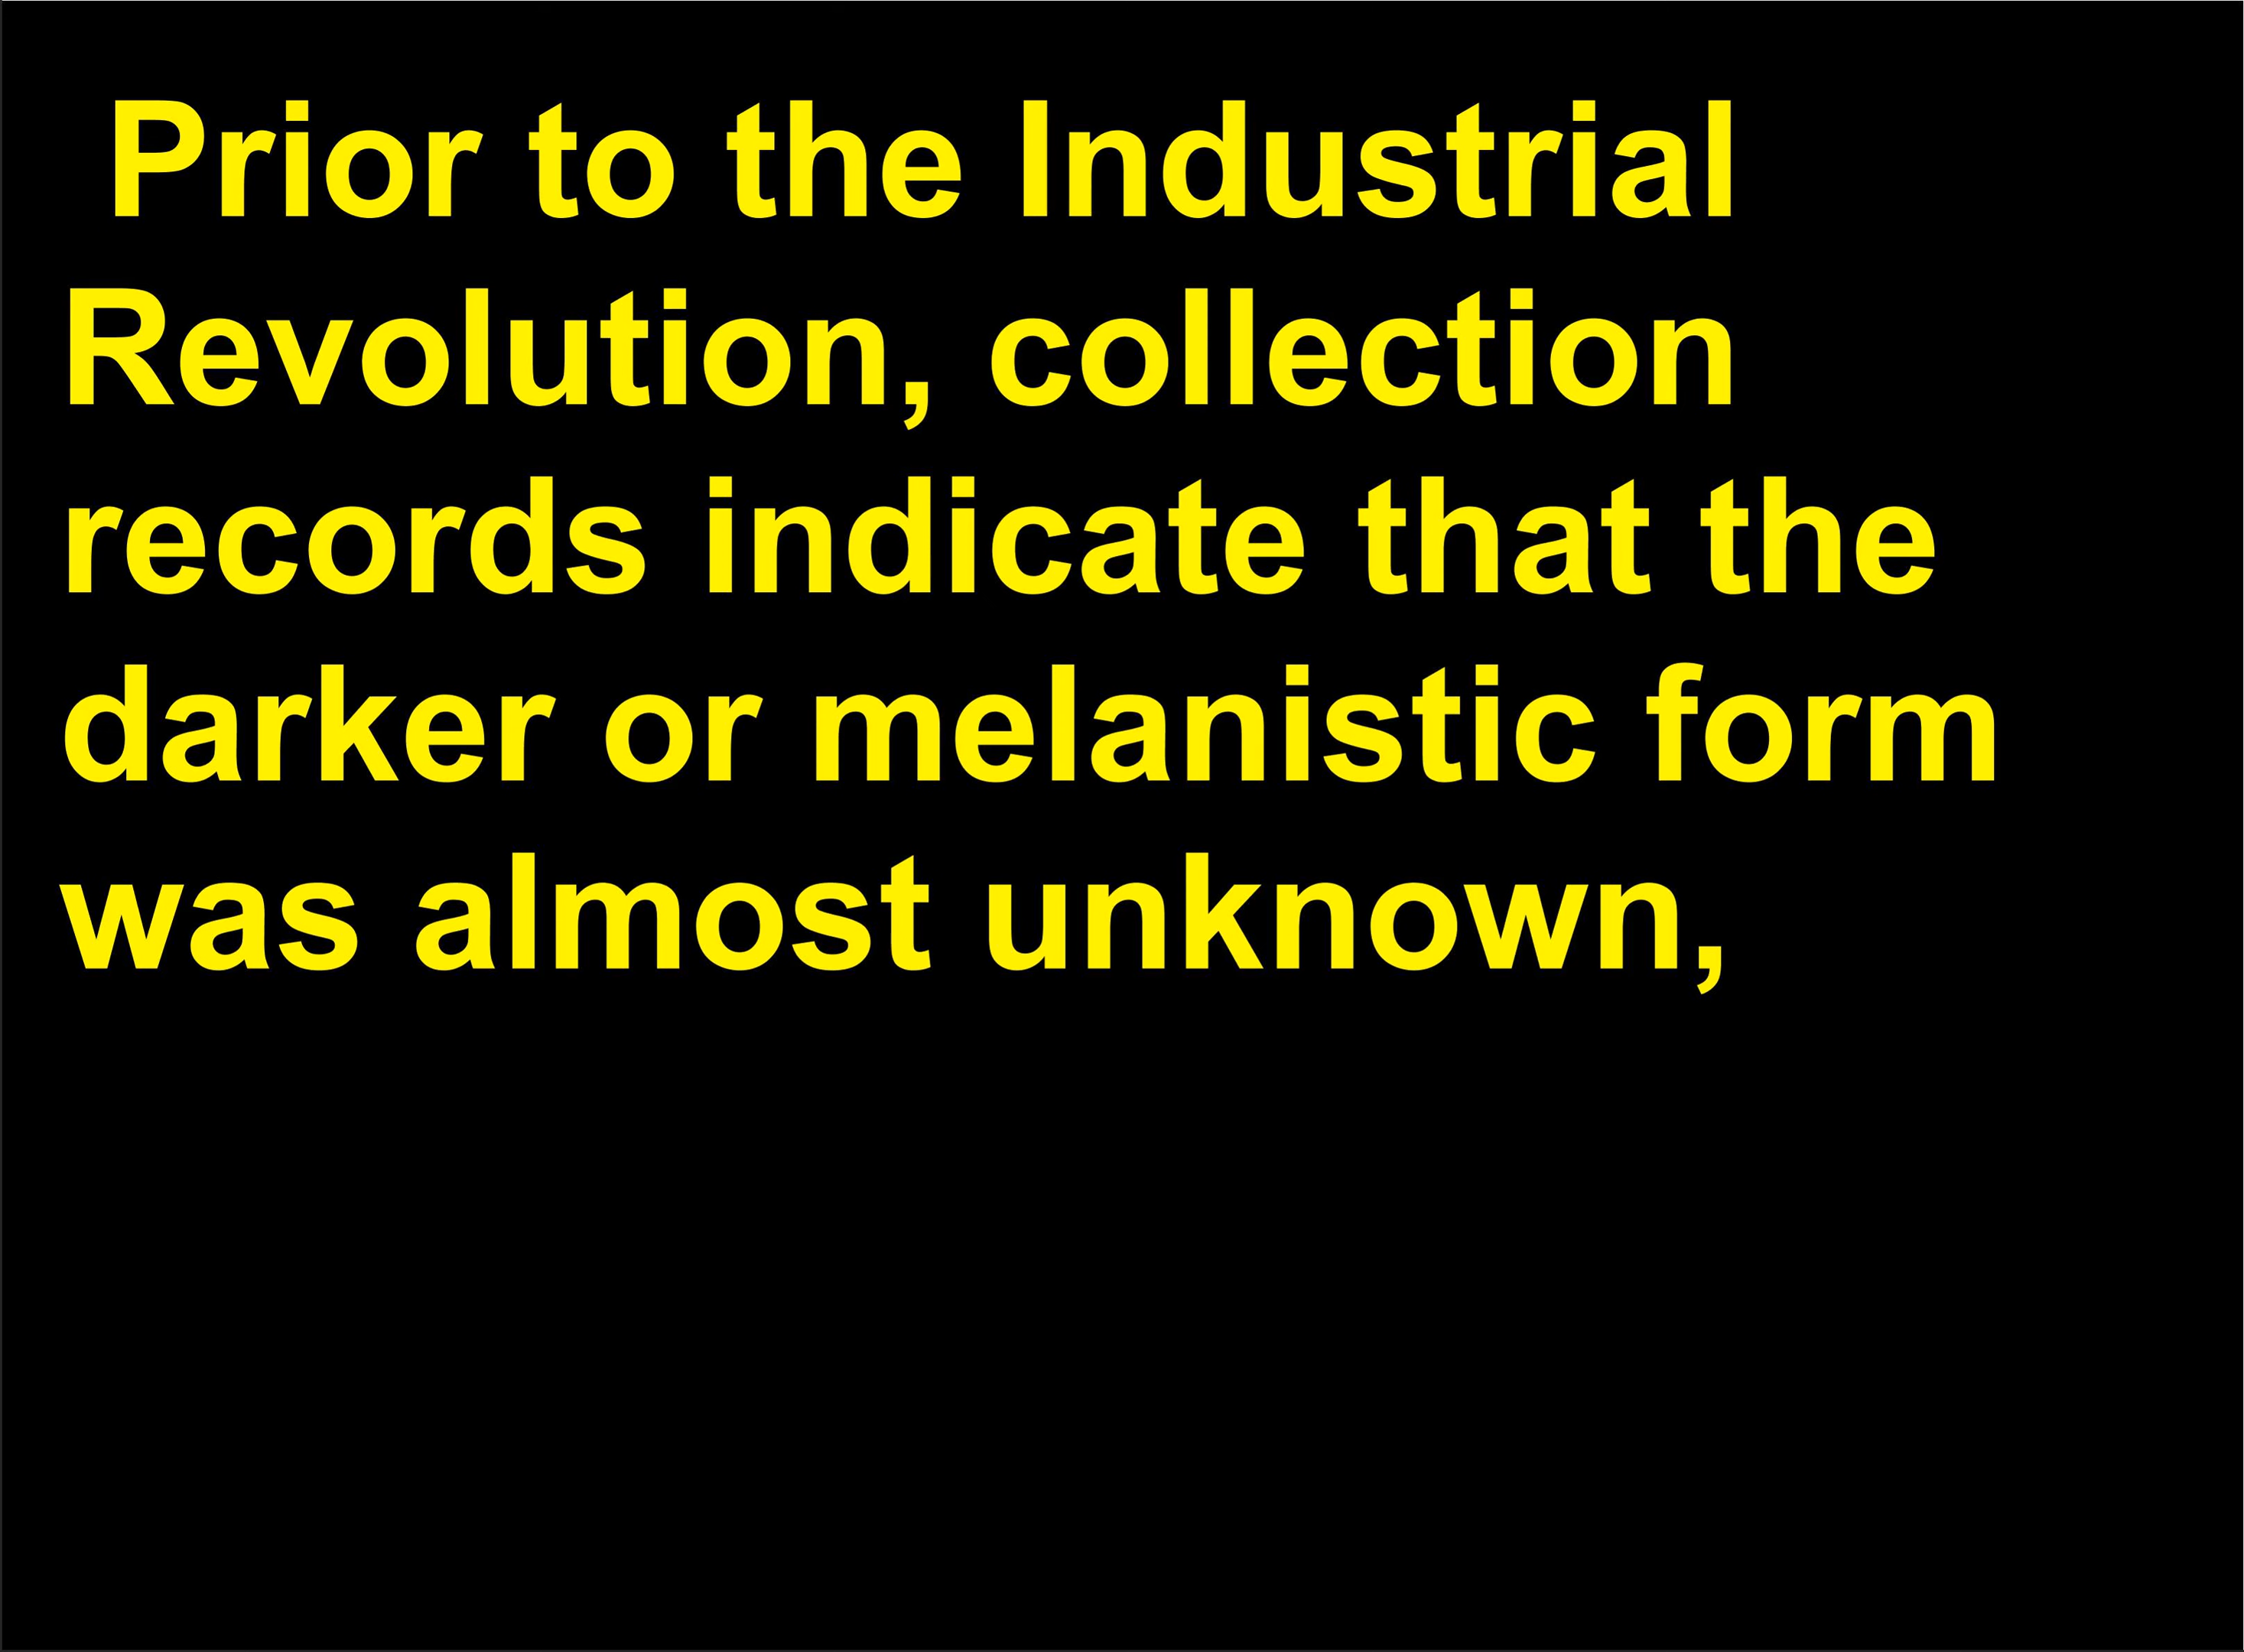 Prior to the Industrial
Revolution, collection
records indicate that the
darker or melanistic form
was almost unknown,